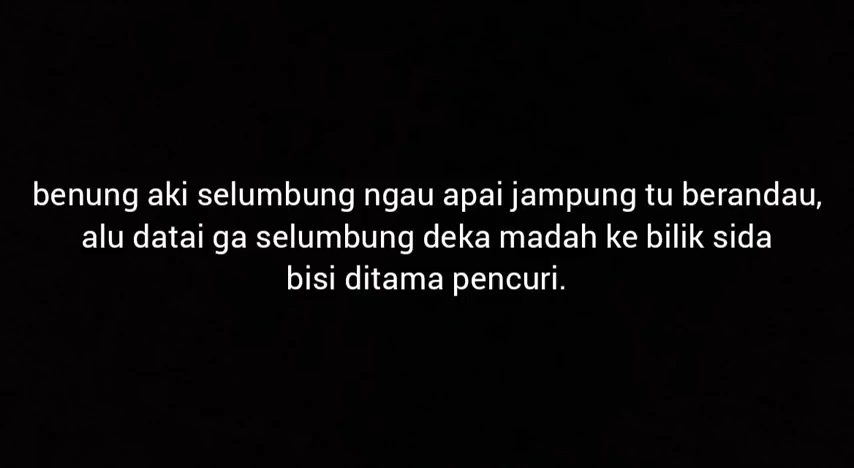 benung aki selumbung ngau apai jampung tu berandau,
alu datai ga selumbung deka madah ke bilik sida
bisi ditama pencuri.